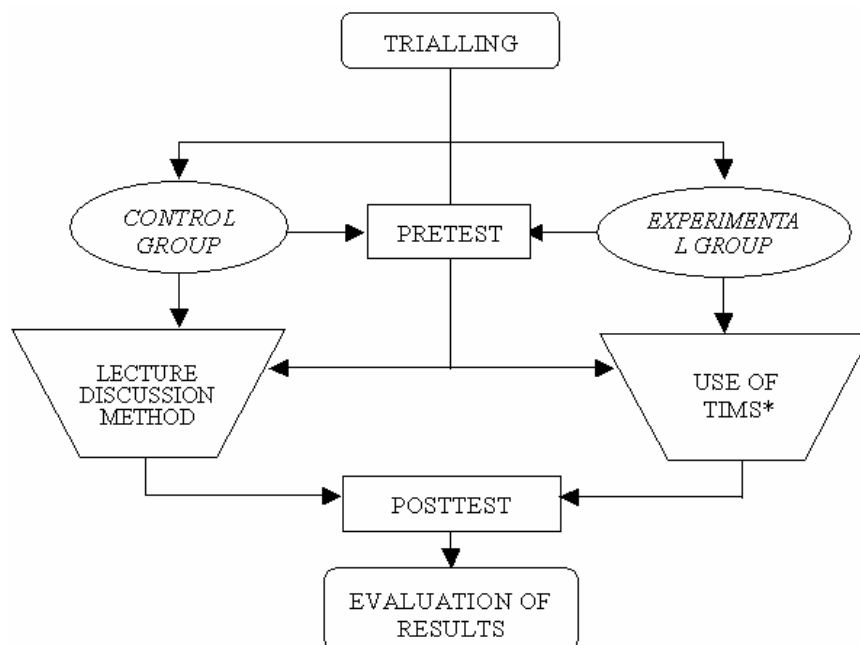 TRIALLING
CONTROL
GROUP
PRETEST
EXPERIMENTA
L GROUP
LECTURE
DISCUSSION
METHOD
USE OF
TIMS*
POSTTEST
EVALUATION OF
RESULTS